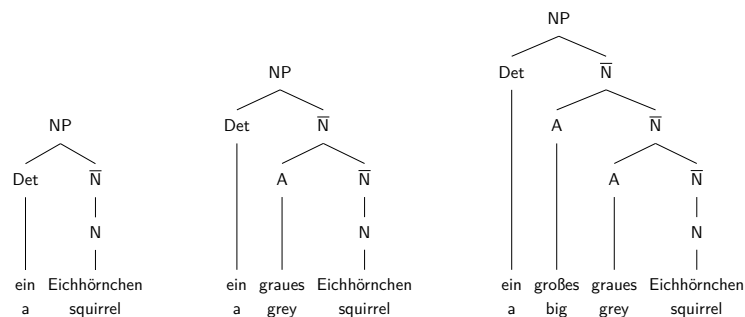 NP
Det N̅
N
ein Eichhörnchen
a squirrel
NP
Det N̅
A N̅
N
ein graues Eichhörnchen
a grey squirrel
NP
Det N̅
A N̅
A N̅
N
ein großes graues Eichhörnchen
a big grey squirrel